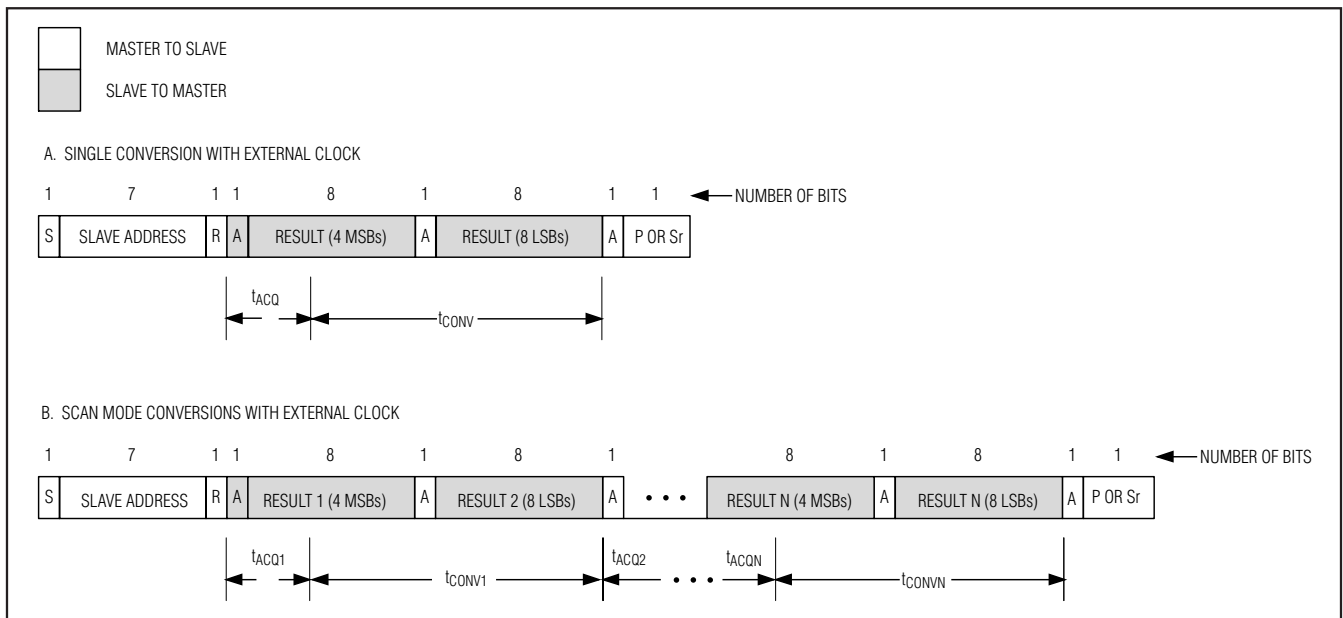 MASTER TO SLAVE
SLAVE TO MASTER
A. SINGLE CONVERSION WITH EXTERNAL CLOCK
1 7 1 1 8 1 8 1 1 NUMBER OF BITS
S SLAVE ADDRESS R A RESULT (4 MSBs) A RESULT (8 LSBs) A P OR Sr
tACQ
tCONV
B. SCAN MODE CONVERSIONS WITH EXTERNAL CLOCK
1 7 1 1 8 1 8 1 8 1 8 1 1 NUMBER OF BITS
S SLAVE ADDRESS R A RESULT 1 (4 MSBs) A RESULT 2 (8 LSBs) A • • • RESULT N (4 MSBs) A RESULT N (8 LSBs) A P OR Sr
tACQ1 tACQ2 tACQN
tCONV1 • • • tCONVN